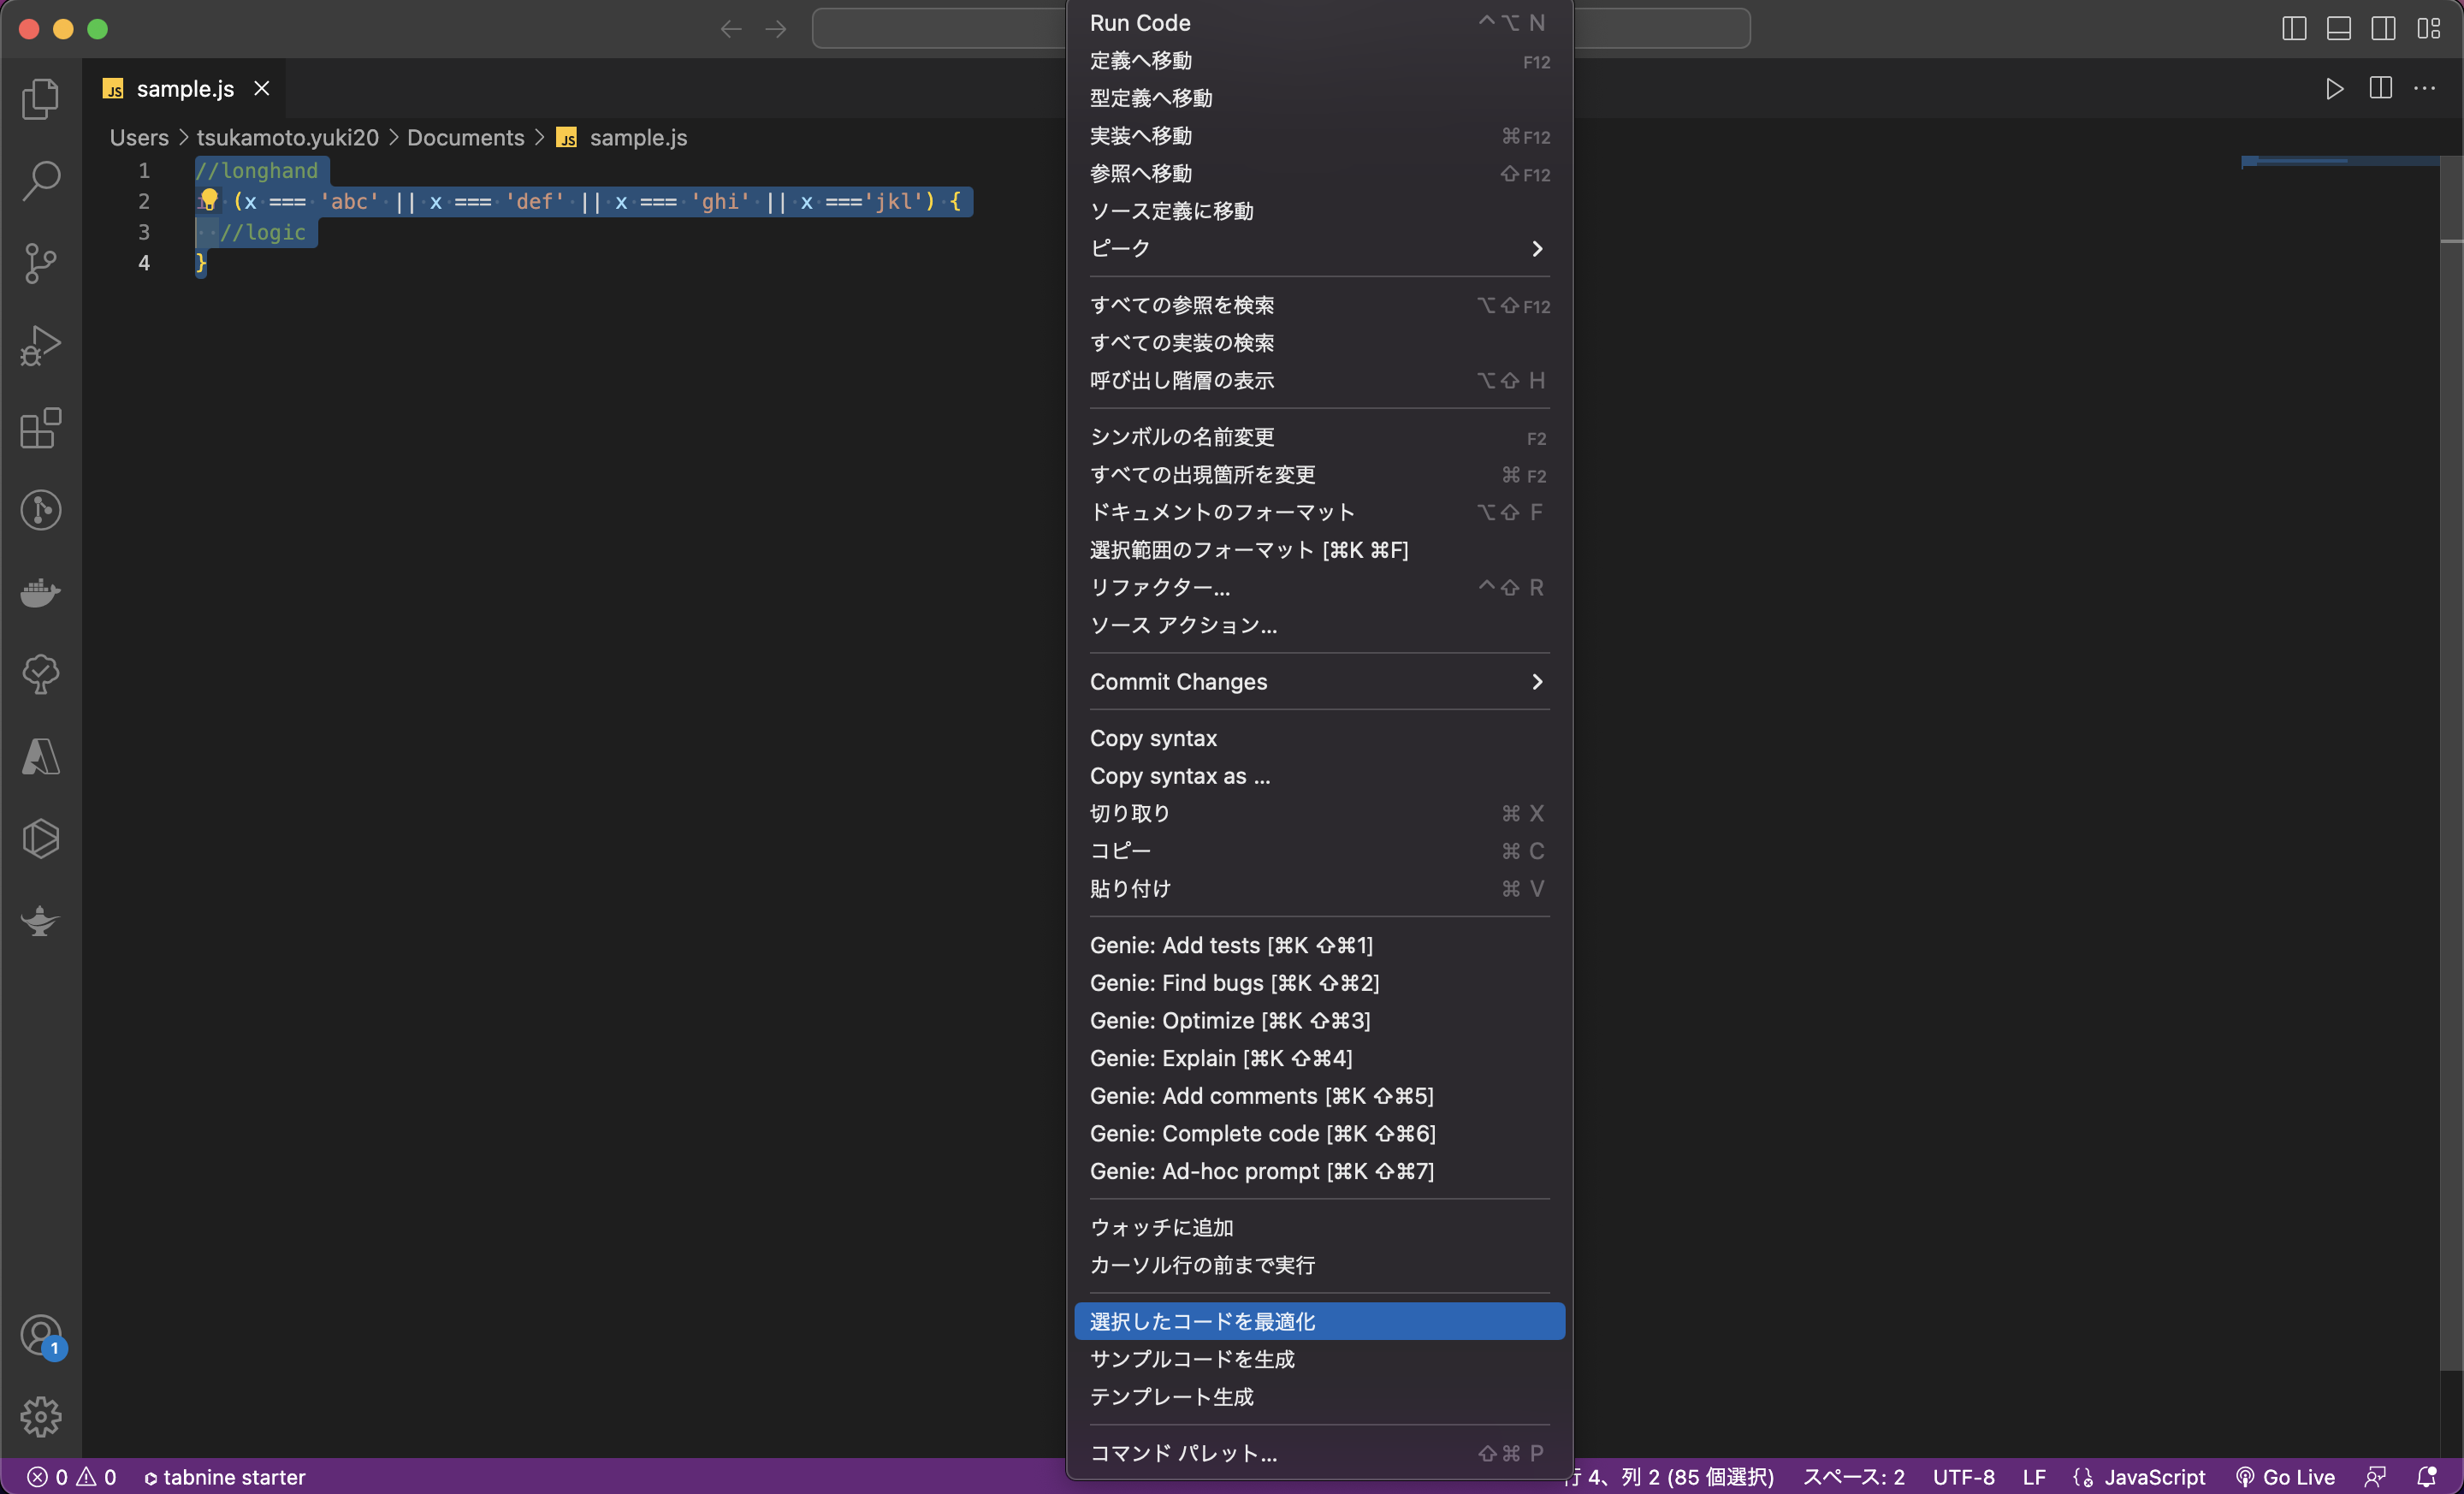 sample.js
Users > tsukamoto.yuki20 > Documents > JS sample.js
1 //longhand
2 (x === 'abc' || x === 'def' || x === 'ghi' || x ==='jkl') {
3 //logic
4 }
Run Code ^⌥ N
定義へ移動 F12
型定義へ移動
実装へ移動 ⌘F12
参照へ移動 ⇧F12
ソース定義に移動
ピーク
すべての参照を検索 ⌥⇧F12
すべての実装の検索
呼び出し階層の表示 ⌥⇧ H
シンボルの名前変更 F2
すべての出現箇所を変更 ⌘ F2
ドキュメントのフォーマット ⌥⇧ F
選択範囲のフォーマット [⌘K ⌘F]
リファクター... ^⇧ R
ソース アクション...
Commit Changes
Copy syntax
Copy syntax as ...
切り取り ⌘ X
コピー ⌘ C
貼り付け ⌘ V
Genie: Add tests [⌘K ⇧⌘1]
Genie: Find bugs [⌘K ⇧⌘2]
Genie: Optimize [⌘K ⇧⌘3]
Genie: Explain [⌘K ⇧⌘4]
Genie: Add comments [⌘K ⇧⌘5]
Genie: Complete code [⌘K ⇧⌘6]
Genie: Ad-hoc prompt [⌘K ⇧⌘7]
ウォッチに追加
カーソル行の前まで実行
選択したコードを最適化
サンプルコードを生成
テンプレート生成
コマンド パレット... ⇧⌘ P
1
0 0 tabnine starter
行 4、列 2 (85 個選択) スペース: 2 UTF-8 LF JavaScript Go Live